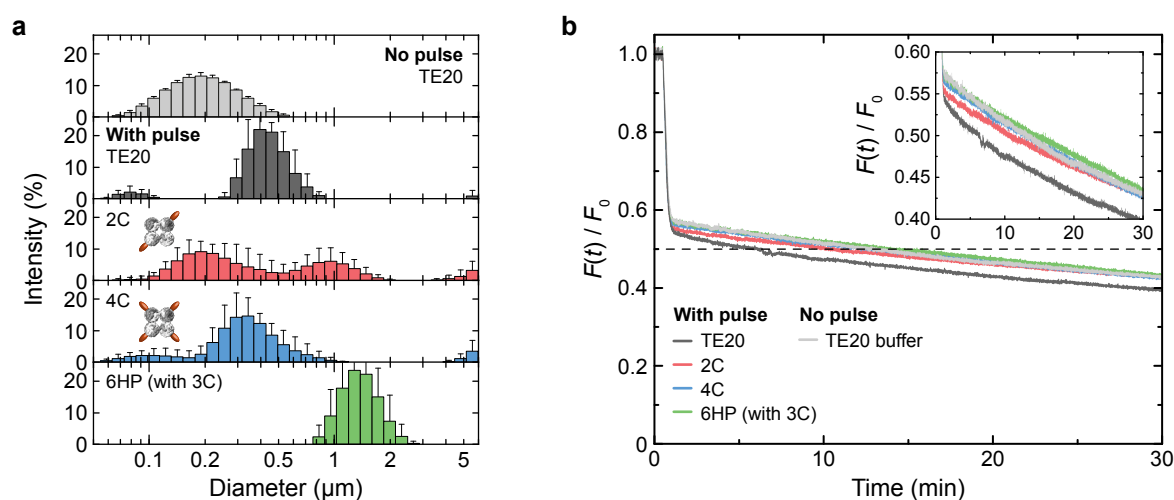 a
Intensity (%)
20
10
0
No pulse
TE20
20
10
0
With pulse
TE20
20
10
0
2C
20
10
0
4C
20
10
0
6HP (with 3C)
0.1 0.2 0.5 1 2 5
Diameter (µm)
b
F(t) / F0
1.0
0.8
0.6
0.4
0.2
0
0 10 20 30
Time (min)
With pulse
TE20
2C
4C
6HP (with 3C)
No pulse
TE20 buffer
F(t) / F0
0.60
0.55
0.50
0.45
0.40
0 10 20 30